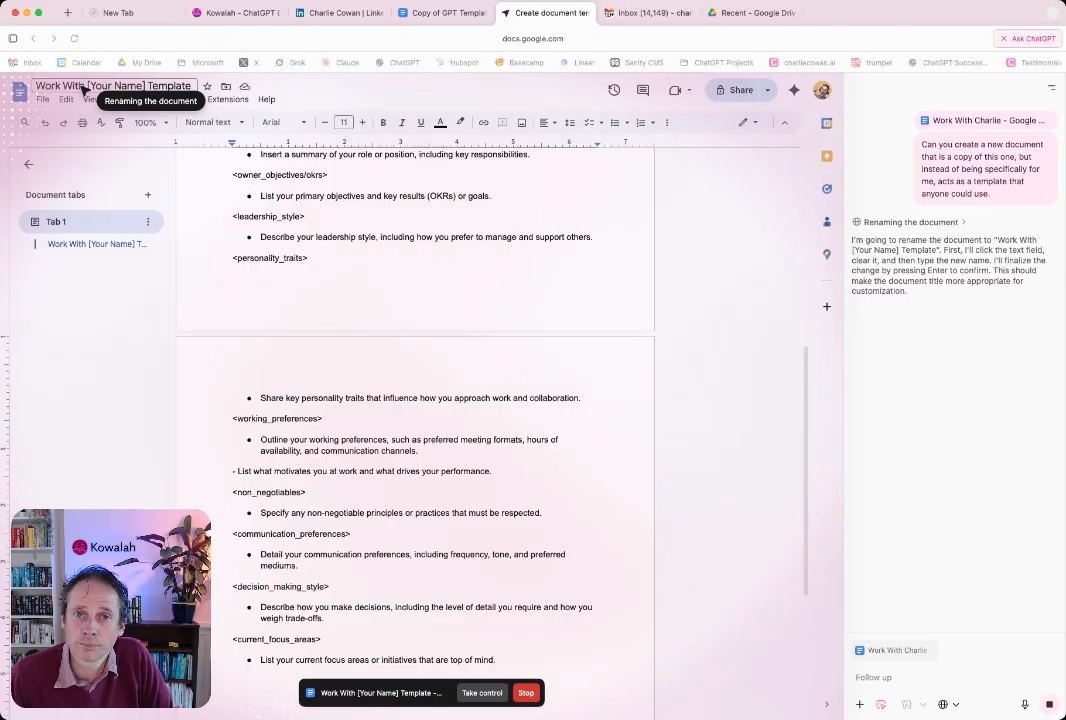 New Tab
Kowalah - ChatGPT E
Charlie Cowan | Linke
Copy of GPT Templa
Create document ter
Inbox (14,149) - char
Recent - Google Driv
docs.google.com
Ask ChatGPT
Inbox
Calendar
My Drive
Microsoft
X
Grok
Claude
ChatGPT
Hubspot
Basecamp
Linear
Sanity CMS
ChatGPT Projects
charliecowan.ai
trumpet
ChatGPT Success...
Testimonials
Work With [Your Name] Template
File
Edit
View
Extensions
Help
Renaming the document
Share
100%
Normal text
Arial
11
B
I
U
A
1
1
2
3
4
5
6
7
Document tabs
Tab 1
Work With [Your Name] T...
Insert a summary of your role or position, including key responsibilities.
<owner_objectives/okrs>
List your primary objectives and key results (OKRs) or goals.
<leadership_style>
Describe your leadership style, including how you prefer to manage and support others.
<personality_traits>
Share key personality traits that influence how you approach work and collaboration.
<working_preferences>
Outline your working preferences, such as preferred meeting formats, hours of
availability, and communication channels.
- List what motivates you at work and what drives your performance.
<non_negotiables>
Specify any non-negotiable principles or practices that must be respected.
<communication_preferences>
Detail your communication preferences, including frequency, tone, and preferred
mediums.
<decision_making_style>
Describe how you make decisions, including the level of detail you require and how you
weigh trade-offs.
<current_focus_areas>
List your current focus areas or initiatives that are top of mind.
Kowalah
Work With [Your Name] Template -...
Take control
Stop
Work With Charlie - Google ...
Can you create a new document
that is a copy of this one, but
instead of being specifically for
me, acts as a template that
anyone could use.
Renaming the document >
I'm going to rename the document to "Work With
[Your Name] Template". First, I'll click the text field,
clear it, and then type the new name. I'll finalize the
change by pressing Enter to confirm. This should
make the document title more appropriate for
customization.
Work With Charlie
Follow up